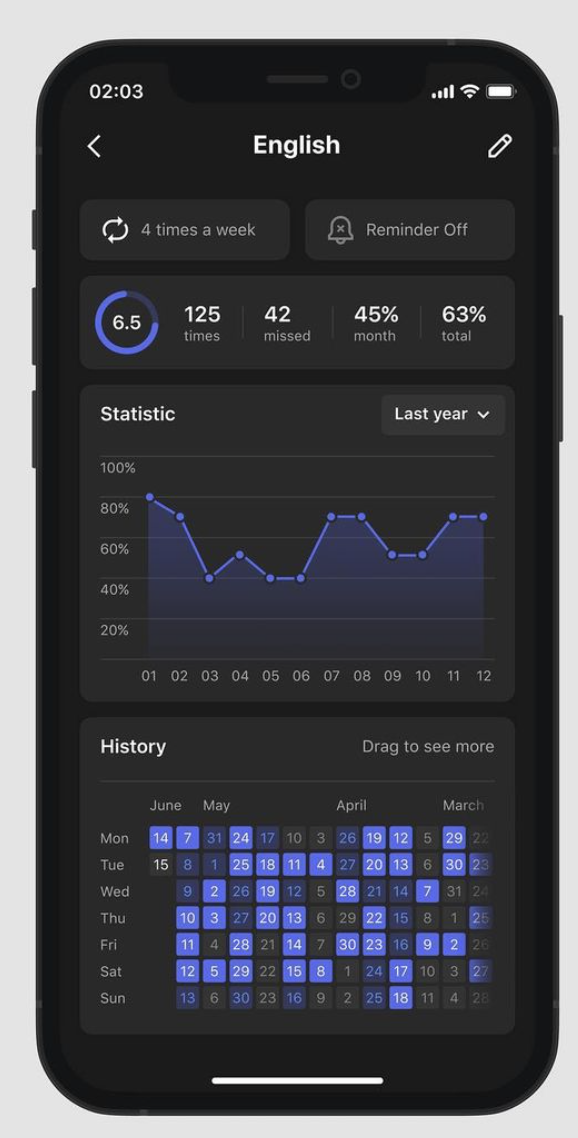 02:03
English
4 times a week
Reminder Off
6.5
125
times
42
missed
45%
month
63%
total
Statistic
Last year
100%
80%
60%
40%
20%
01 02 03 04 05 06 07 08 09 10 11 12
History
Drag to see more
June May April March
Mon 14 7 31 24 17 10 3 26 19 12 5 29 22
Tue 15 8 1 25 18 11 4 27 20 13 6 30 23
Wed 9 2 26 19 12 5 28 21 14 7 31 24
Thu 10 3 27 20 13 6 29 22 15 8 1 25
Fri 11 4 28 21 14 7 30 23 16 9 2 26
Sat 12 5 29 22 15 8 1 24 17 10 3 27
Sun 13 6 30 23 16 9 2 25 18 11 4 28